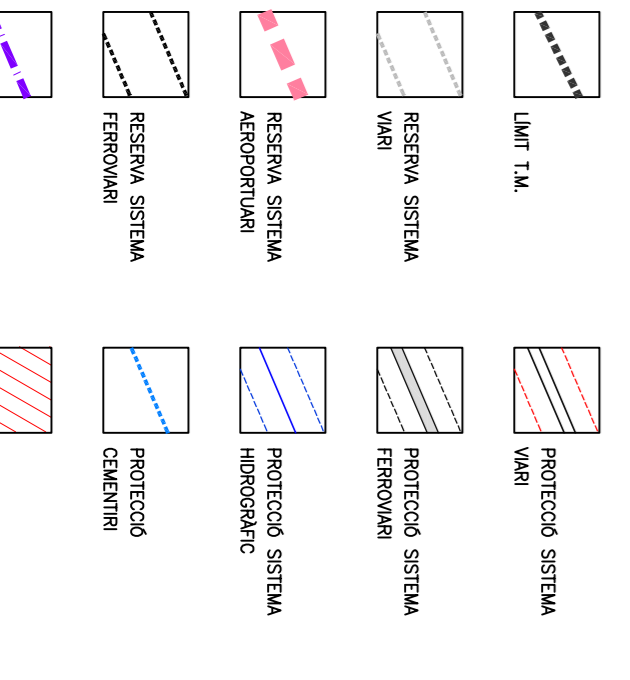 LÍMIT T.M.
RESERVA SISTEMA
VIARI
RESERVA SISTEMA
AEROPORTUARI
RESERVA SISTEMA
FERROVIARI
PROTECCIÓ SISTEMA
VIARI
PROTECCIÓ SISTEMA
FERROVIARI
PROTECCIÓ SISTEMA
HIDROGRÀFIC
PROTECCIÓ
CEMENTIRI